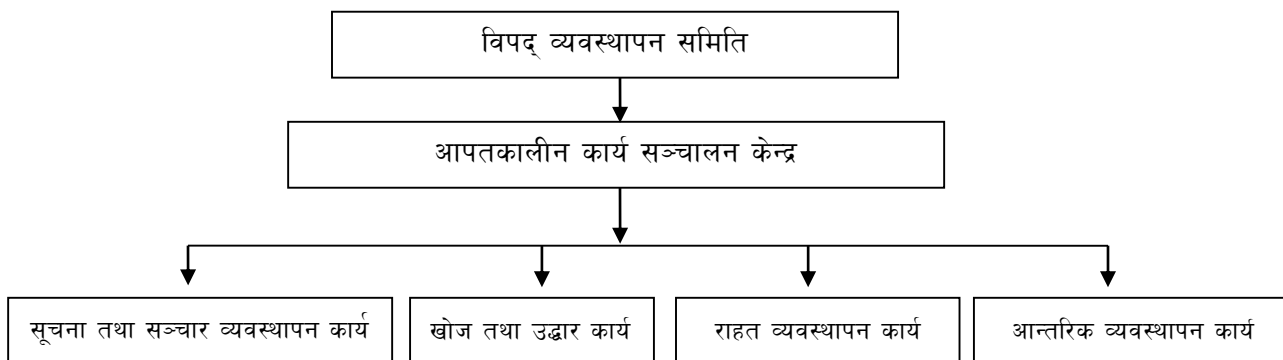 विपद् व्यवस्थापन समिति
आपतकालीन कार्य सञ्चालन केन्द्र
सूचना तथा सञ्चार व्यवस्थापन कार्य
खोज तथा उद्धार कार्य
राहत व्यवस्थापन कार्य
आन्तरिक व्यवस्थापन कार्य